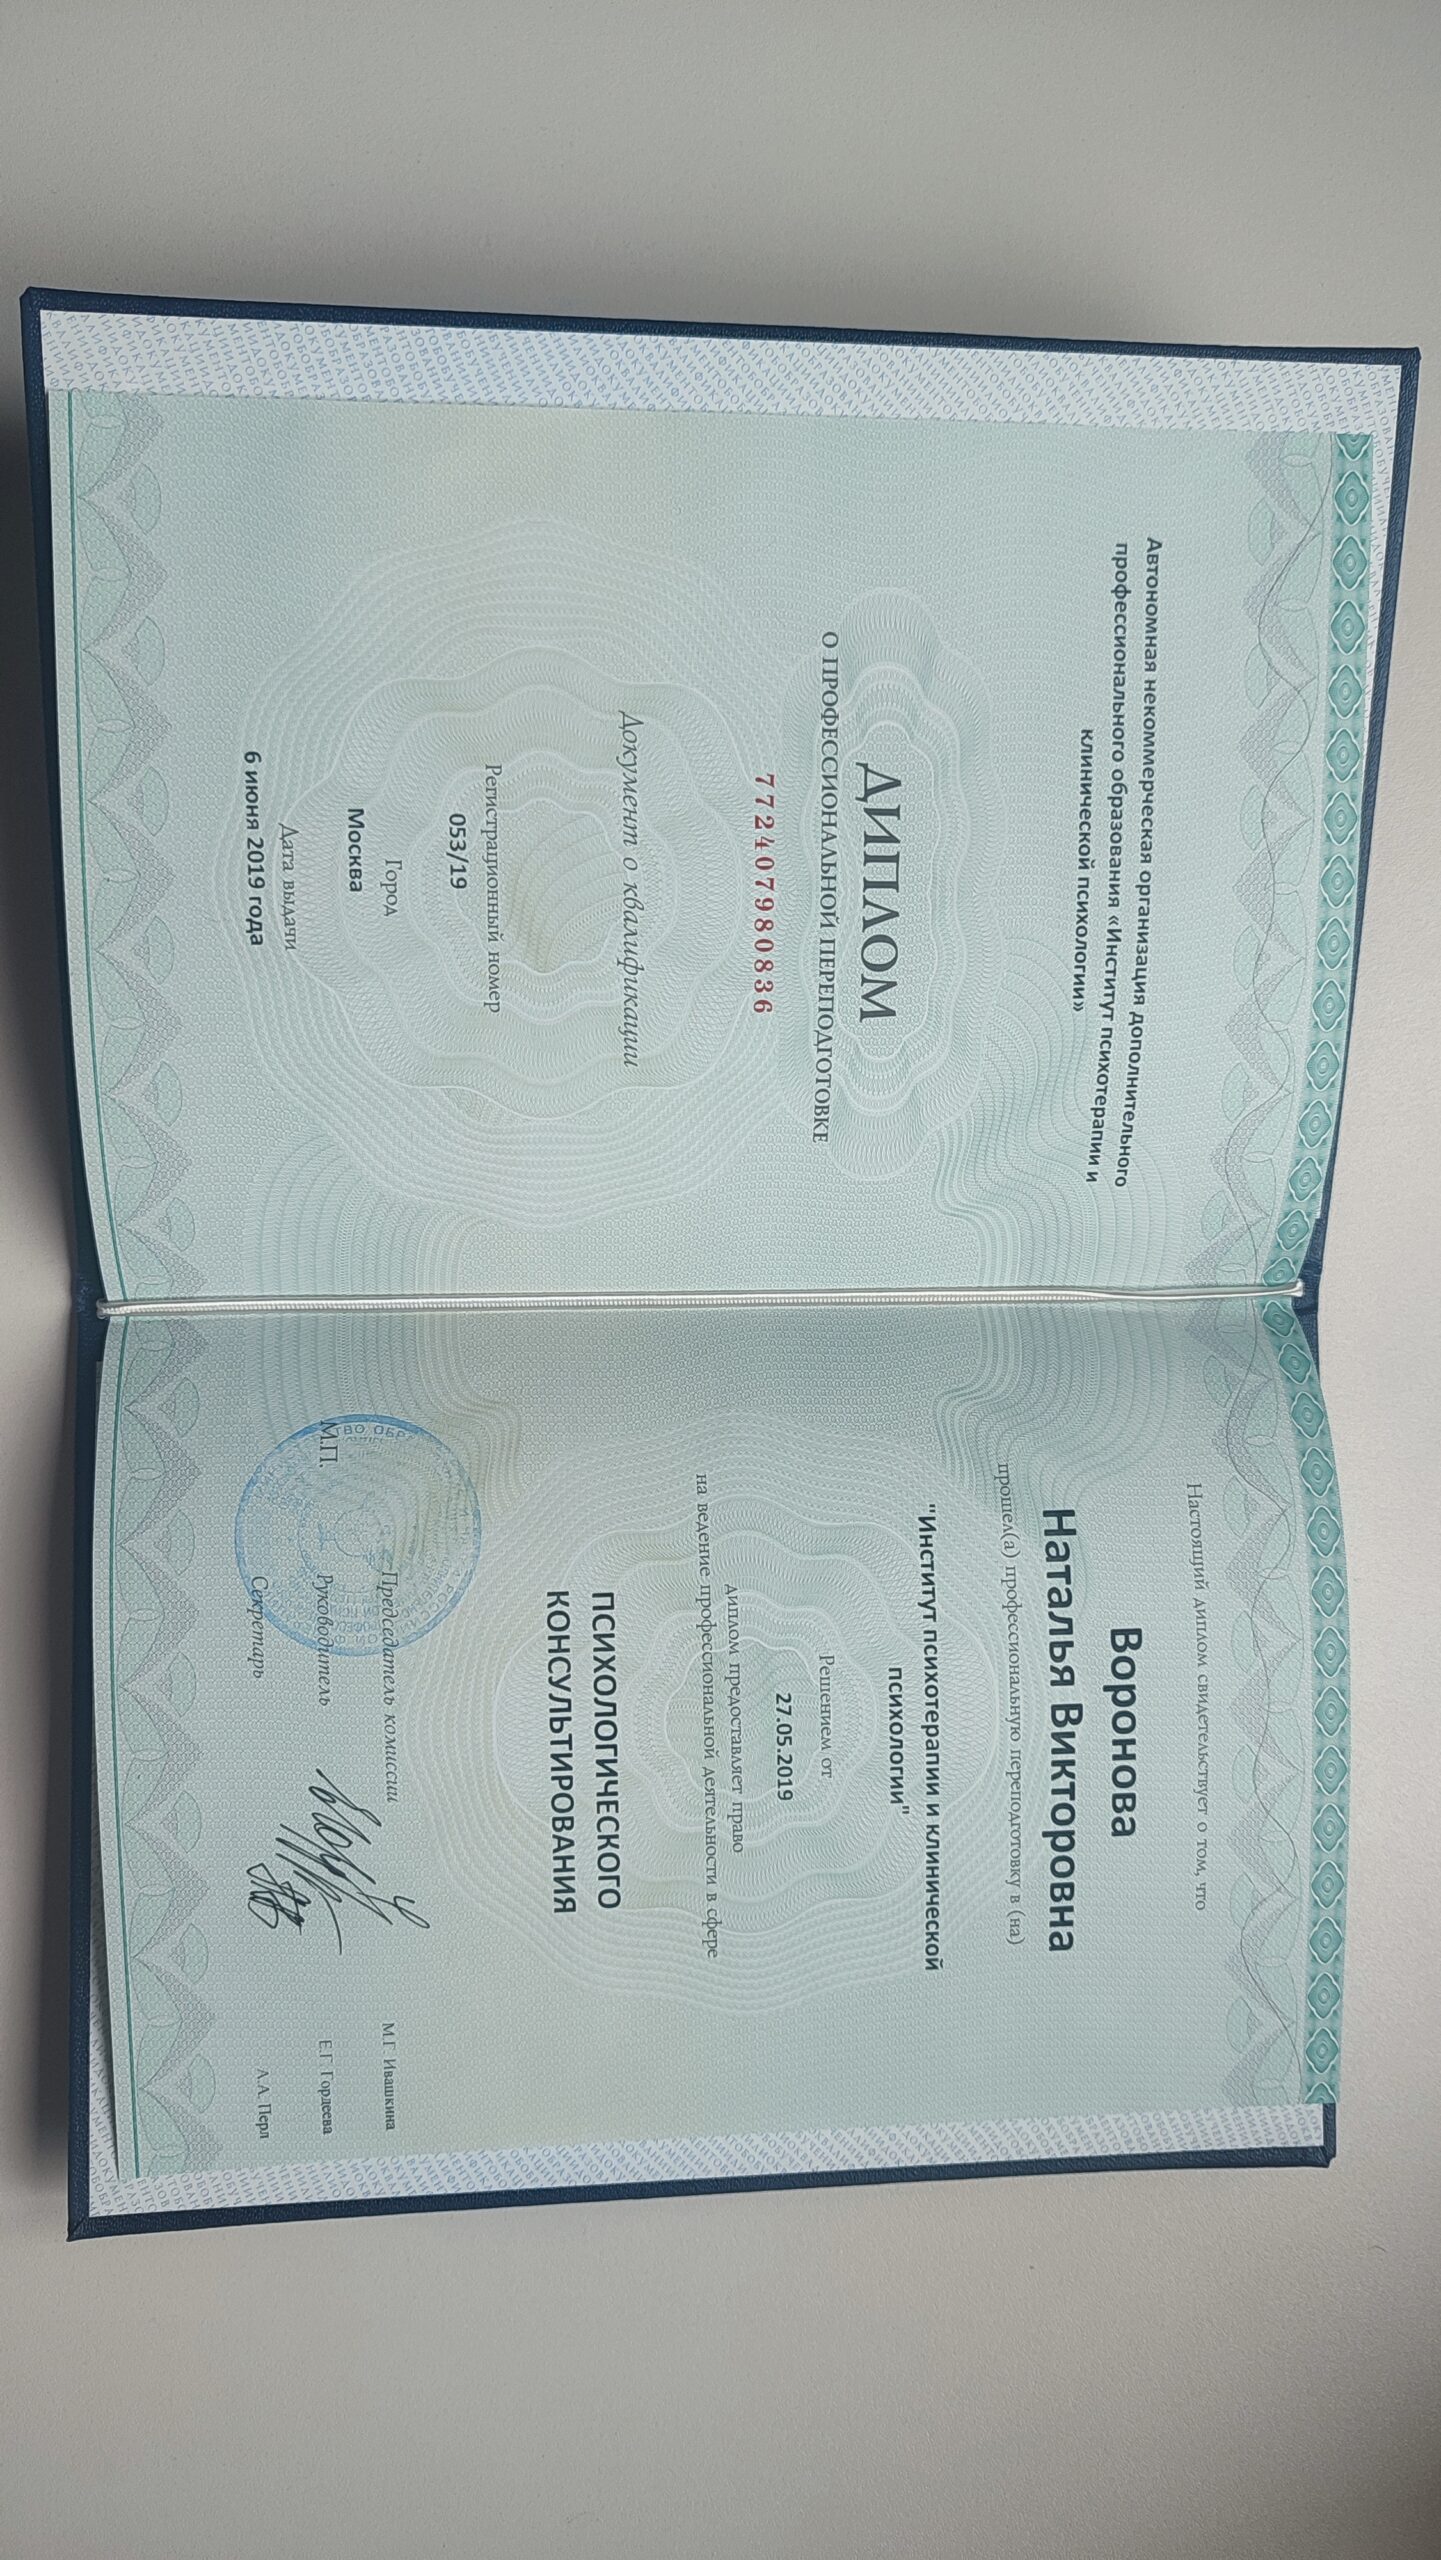 Автономная некоммерческая организация дополнительного
профессионального образования «Институт психотерапии и
клинической психологии»
ДИПЛОМ
О ПРОФЕССИОНАЛЬНОЙ ПЕРЕПОДГОТОВКЕ
772407980836
Документ о квалификации
Регистрационный номер
053/19
Город
Москва
Дата выдачи
6 июня 2019 года
Настоящий диплом свидетельствует о том, что
Воронова
Наталья Викторовна
прошел(а) профессиональную переподготовку в (на)
"Институт психотерапии и клинической
психологии"
Решением от
27.05.2019
диплом предоставляет право
на ведение профессиональной деятельности в сфере
ПСИХОЛОГИЧЕСКОГО
КОНСУЛЬТИРОВАНИЯ
Председатель комиссии М.Г. Ивашкина
М.П. Руководитель Е.Г. Гордеева
Секретарь А.А. Перл